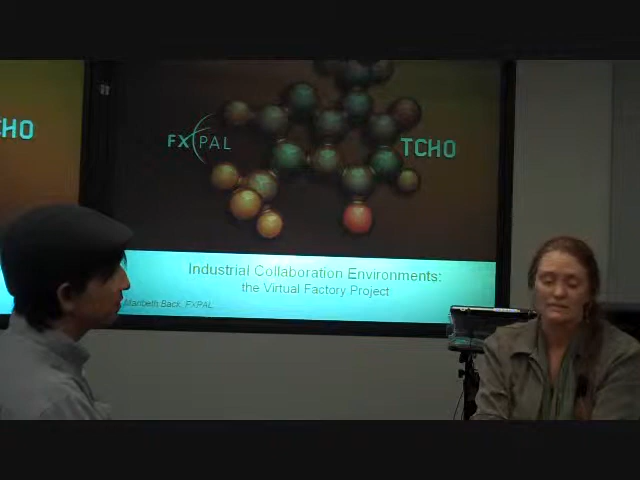 CHO
FXPAL
TCHO
Industrial Collaboration Environments:
the Virtual Factory Project
Maribeth Back, FXPAL